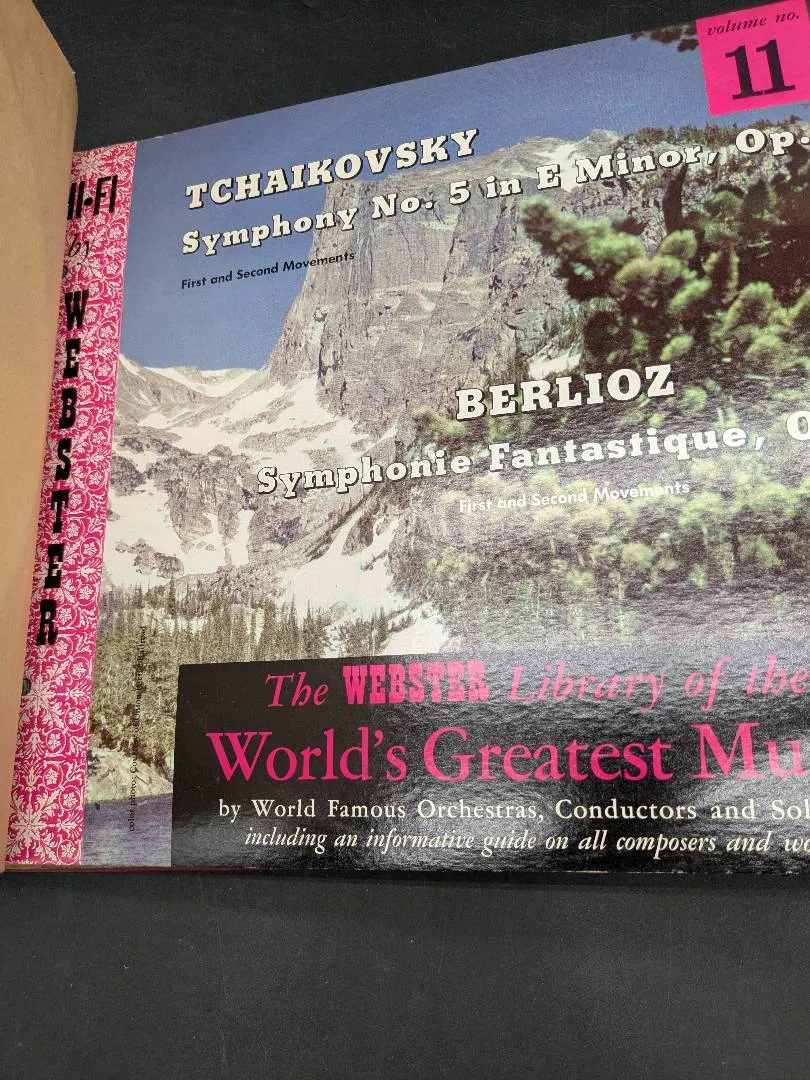 volume no.
11
TCHAIKOVSKY
Symphony No. 5 in E Minor, Op.
First and Second Movements
BERLIOZ
Symphonie Fantastique, O
First and Second Movements
HI-FI
by
WEBSTER
The WEBSTER Library of the
World's Greatest Mu
by World Famous Orchestras, Conductors and Sol
including an informative guide on all composers and wo
color photos